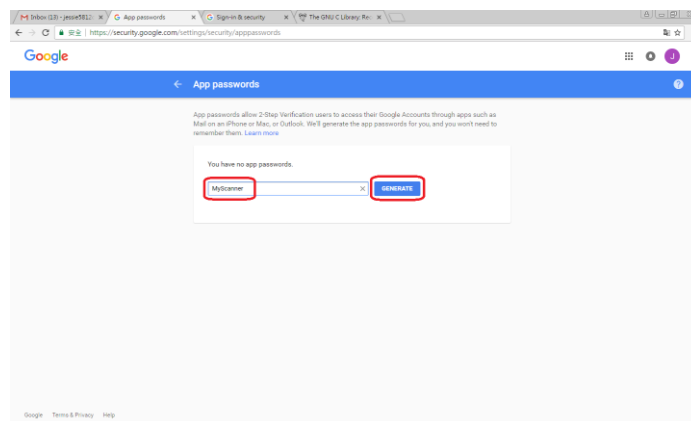 Inbox (13) - jessie5812
App passwords
Sign-in & security
The GNU C Library: Re
安全 | https://security.google.com/settings/security/apppasswords
Google
J
App passwords
App passwords allow 2-Step Verification users to access their Google Accounts through apps such as
Mail on an iPhone or Mac, or Outlook. We'll generate the app passwords for you, and you won't need to
remember them. Learn more
You have no app passwords.
MyScanner
GENERATE
Google Terms & Privacy Help